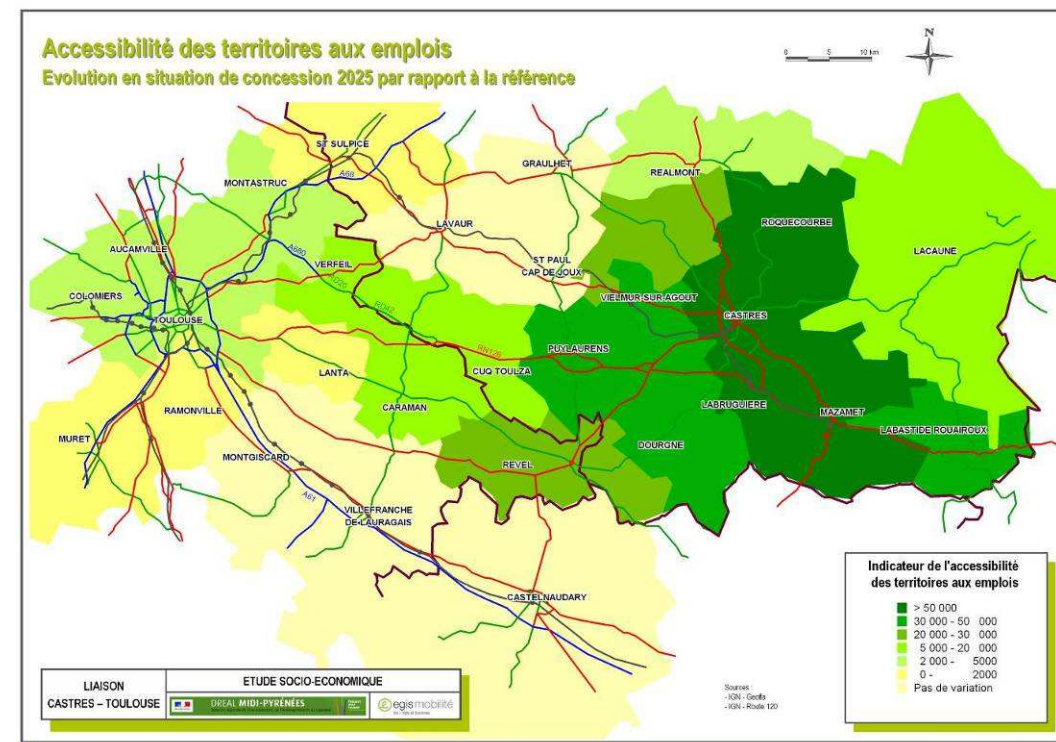 Accessibilité des territoires aux emplois
Evolution en situation de concession 2025 par rapport à la référence
0 5 10 km
N
ST SULPICE
A68
GRAULHET
REALMONT
MONTASTRUC
ROQUECOURBE
LAVAUR
AUCAMVILLE
A680
VERFEIL
ST PAUL
CAP DE JOUX
LACAUNE
RD20
RD42
COLOMIERS
VIELMUR-SUR-AGOUT
TOULOUSE
CASTRES
RN126
PUYLAURENS
LANTA
CUQ TOULZA
CARAMAN
LABRUGUIERE
RAMONVILLE
MAZAMET
LABASTIDE ROUAIROUX
MURET
DOURGNE
MONTGISCARD
REVEL
A61
VILLEFRANCHE
DE LAURAGAIS
CASTELNAUDARY
Indicateur de l'accessibilité
des territoires aux emplois
> 50 000
30 000 - 50 000
20 000 - 30 000
5 000 - 20 000
2 000 - 5000
0 - 2000
Pas de variation
LIAISON
CASTRES – TOULOUSE
ETUDE SOCIO-ECONOMIQUE
DREAL MIDI-PYRÉNÉES
egis mobilité
Sources :
- IGN - Geofla
- IGN - Route 120